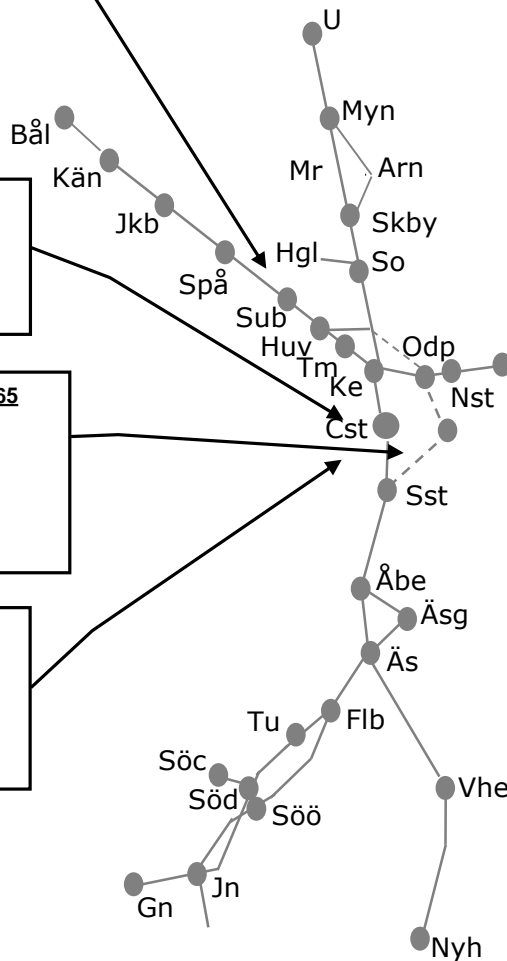 U
Myn
Bål
Mr
Arn
Kän
Jkb
Skby
Hgl
So
Spå
Sub
Huv
Odp
Tm
Ke
Nst
65
Cst
Sst
Åbe
Äsg
Äs
Tu
Flb
Söc
Söd
Söö
Vhe
Jn
Gn
Nyh